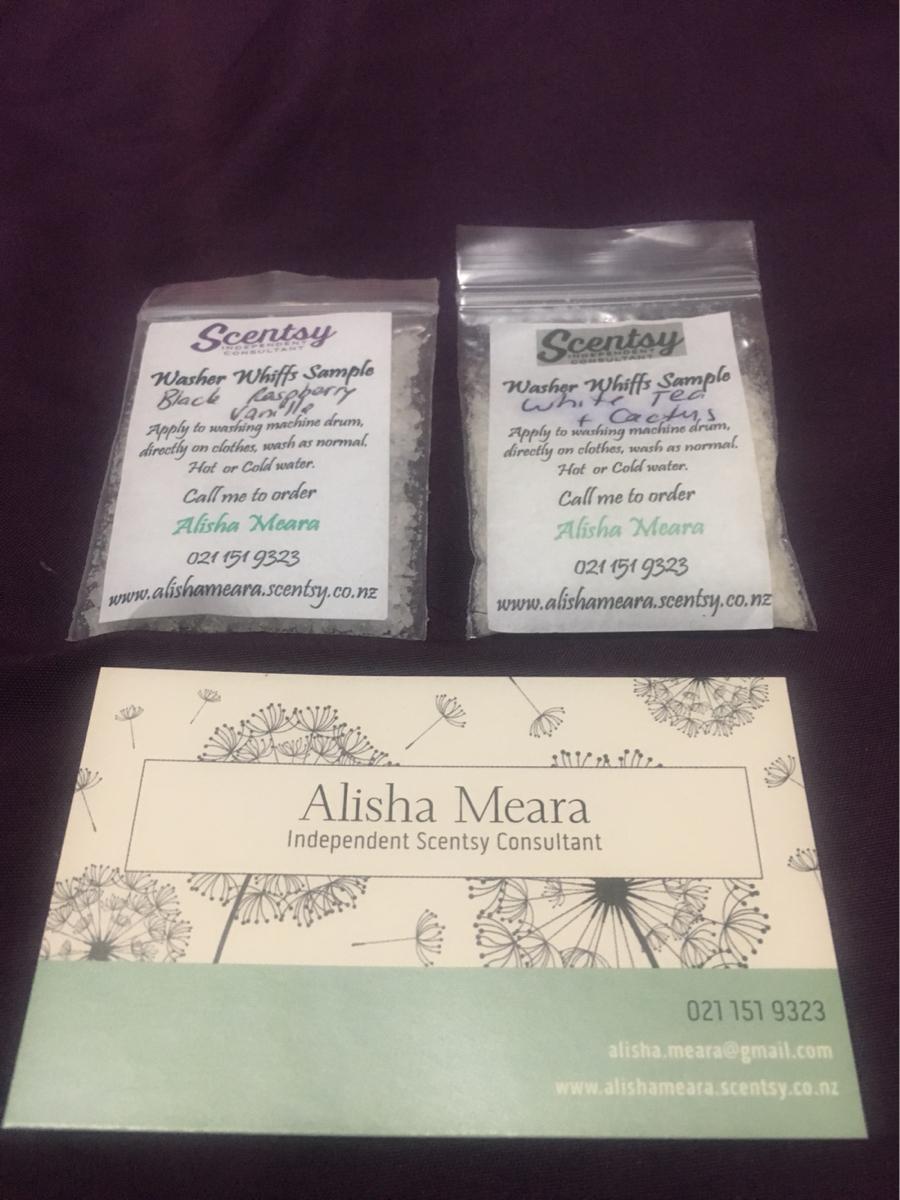 Scentsy
INDEPENDENT
CONSULTANT
Washer Whiffs Sample
Black Raspberry
Vanilla
Apply to washing machine drum,
directly on clothes, wash as normal.
Hot or Cold water.
Call me to order
Alisha Meara
021 151 9323
www.alishameara.scentsy.co.nz
Scentsy
INDEPENDENT
CONSULTANT
Washer Whiffs Sample
White Tea
+ Cactus
Apply to washing machine drum,
directly on clothes, wash as normal.
Hot or Cold water.
Call me to order
Alisha Meara
021 151 9323
www.alishameara.scentsy.co.nz
Alisha Meara
Independent Scentsy Consultant
021 151 9323
alisha.meara@gmail.com
www.alishameara.scentsy.co.nz